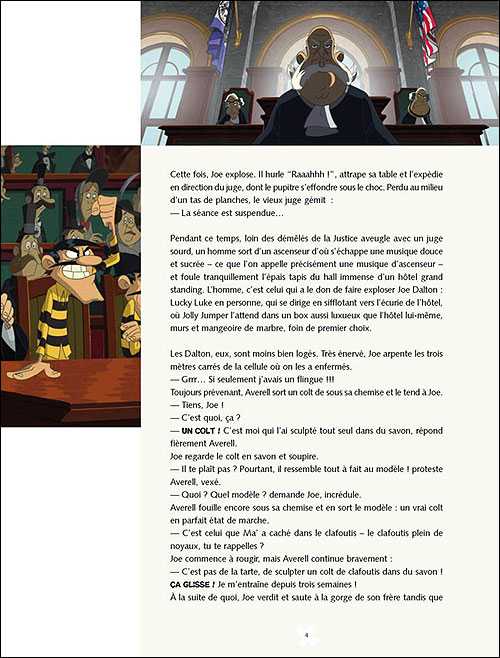 Cette fois, Joe explose. Il hurle “Raaahhh !”, attrape sa table et l’expédie
en direction du juge, dont le pupitre s’effondre sous le choc. Perdu au milieu
d’un tas de planches, le vieux juge gémit :
— La séance est suspendue…
Pendant ce temps, loin des démêlés de la Justice aveugle avec un juge
sourd, un homme sort d’un ascenseur d’où s’échappe une musique douce
et sucrée – ce que l’on appelle précisément une musique d’ascenseur –
et foule tranquillement l’épais tapis du hall immense d’un hôtel grand
standing. L’homme, c’est celui qui a le don de faire exploser Joe Dalton :
Lucky Luke en personne, qui se dirige en sifflotant vers l’écurie de l’hôtel,
où Jolly Jumper l’attend dans un box aussi luxueux que l’hôtel lui-même,
murs et mangeoire de marbre, foin de premier choix.
Les Dalton, eux, sont moins bien logés. Très énervé, Joe arpente les trois
mètres carrés de la cellule où on les a enfermés.
— Grrr… Si seulement j’avais un flingue !!!
Toujours prévenant, Averell sort un colt de sous sa chemise et le tend à Joe.
— Tiens, Joe !
— C’est quoi, ça ?
— UN COLT ! C’est moi qui l’ai sculpté tout seul dans du savon, répond
fièrement Averell.
Joe regarde le colt en savon et soupire.
— Il te plaît pas ? Pourtant, il ressemble tout à fait au modèle ! proteste
Averell, vexé.
— Quoi ? Quel modèle ? demande Joe, incrédule.
Averell fouille encore sous sa chemise et en sort le modèle : un vrai colt
en parfait état de marche.
— C’est celui que Ma’ a caché dans le clafoutis – le clafoutis plein de
noyaux, tu te rappelles ?
Joe commence à rougir, mais Averell continue bravement :
— C’est pas de la tarte, de sculpter un colt de clafoutis dans du savon !
ÇA GLISSE ! Je m’entraîne depuis trois semaines !
À la suite de quoi, Joe verdit et saute à la gorge de son frère tandis que
4